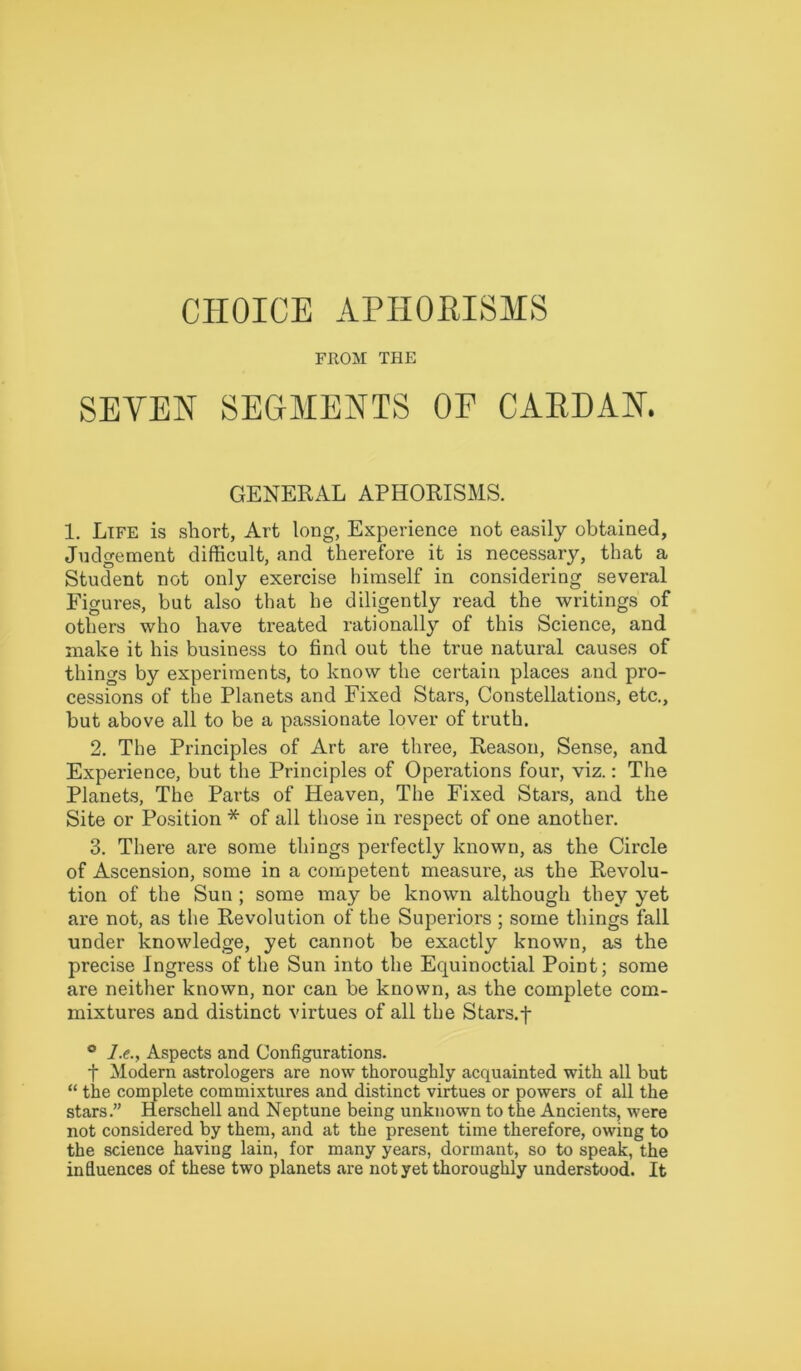 CHOICE APHORISMS
FROM THE
SEVEN SEGMENTS OF CARDAN.
GENERAL APHORISMS.
1. LIFE is short, Art long, Experience not easily obtained,
Judgement difficult, and therefore it is necessary, that a
Student not only exercise himself in considering several
Figures, but also that he diligently read the writings of
others who have treated rationally of this Science, and
make it his business to find out the true natural causes of
things by experiments, to know the certain places and pro-
cessions of the Planets and Fixed Stars, Constellations, etc.,
but above all to be a passionate lover of truth.
2. The Principles of Art are three, Reason, Sense, and
Experience, but the Principles of Operations four, viz.: The
Planets, The Parts of Heaven, The Fixed Stars, and the
Site or Position * of all those in respect of one another.
3. There are some things perfectly known, as the Circle
of Ascension, some in a competent measure, as the Revolu-
tion of the Sun ; some may be known although they yet
are not, as the Revolution of the Superiors ; some things fall
under knowledge, yet cannot be exactly known, as the
precise Ingress of the Sun into the Equinoctial Point; some
are neither known, nor can be known, as the complete com-
mixtures and distinct virtues of all the Stars.†
* I.e., Aspects and Configurations.
† Modern astrologers are now thoroughly acquainted with all but
“ the complete commixtures and distinct virtues or powers of all the
stars.” Herschell and Neptune being unknown to the Ancients, were
not considered by them, and at the present time therefore, owing to
the science having lain, for many years, dormant, so to speak, the
influences of these two planets are not yet thoroughly understood. It